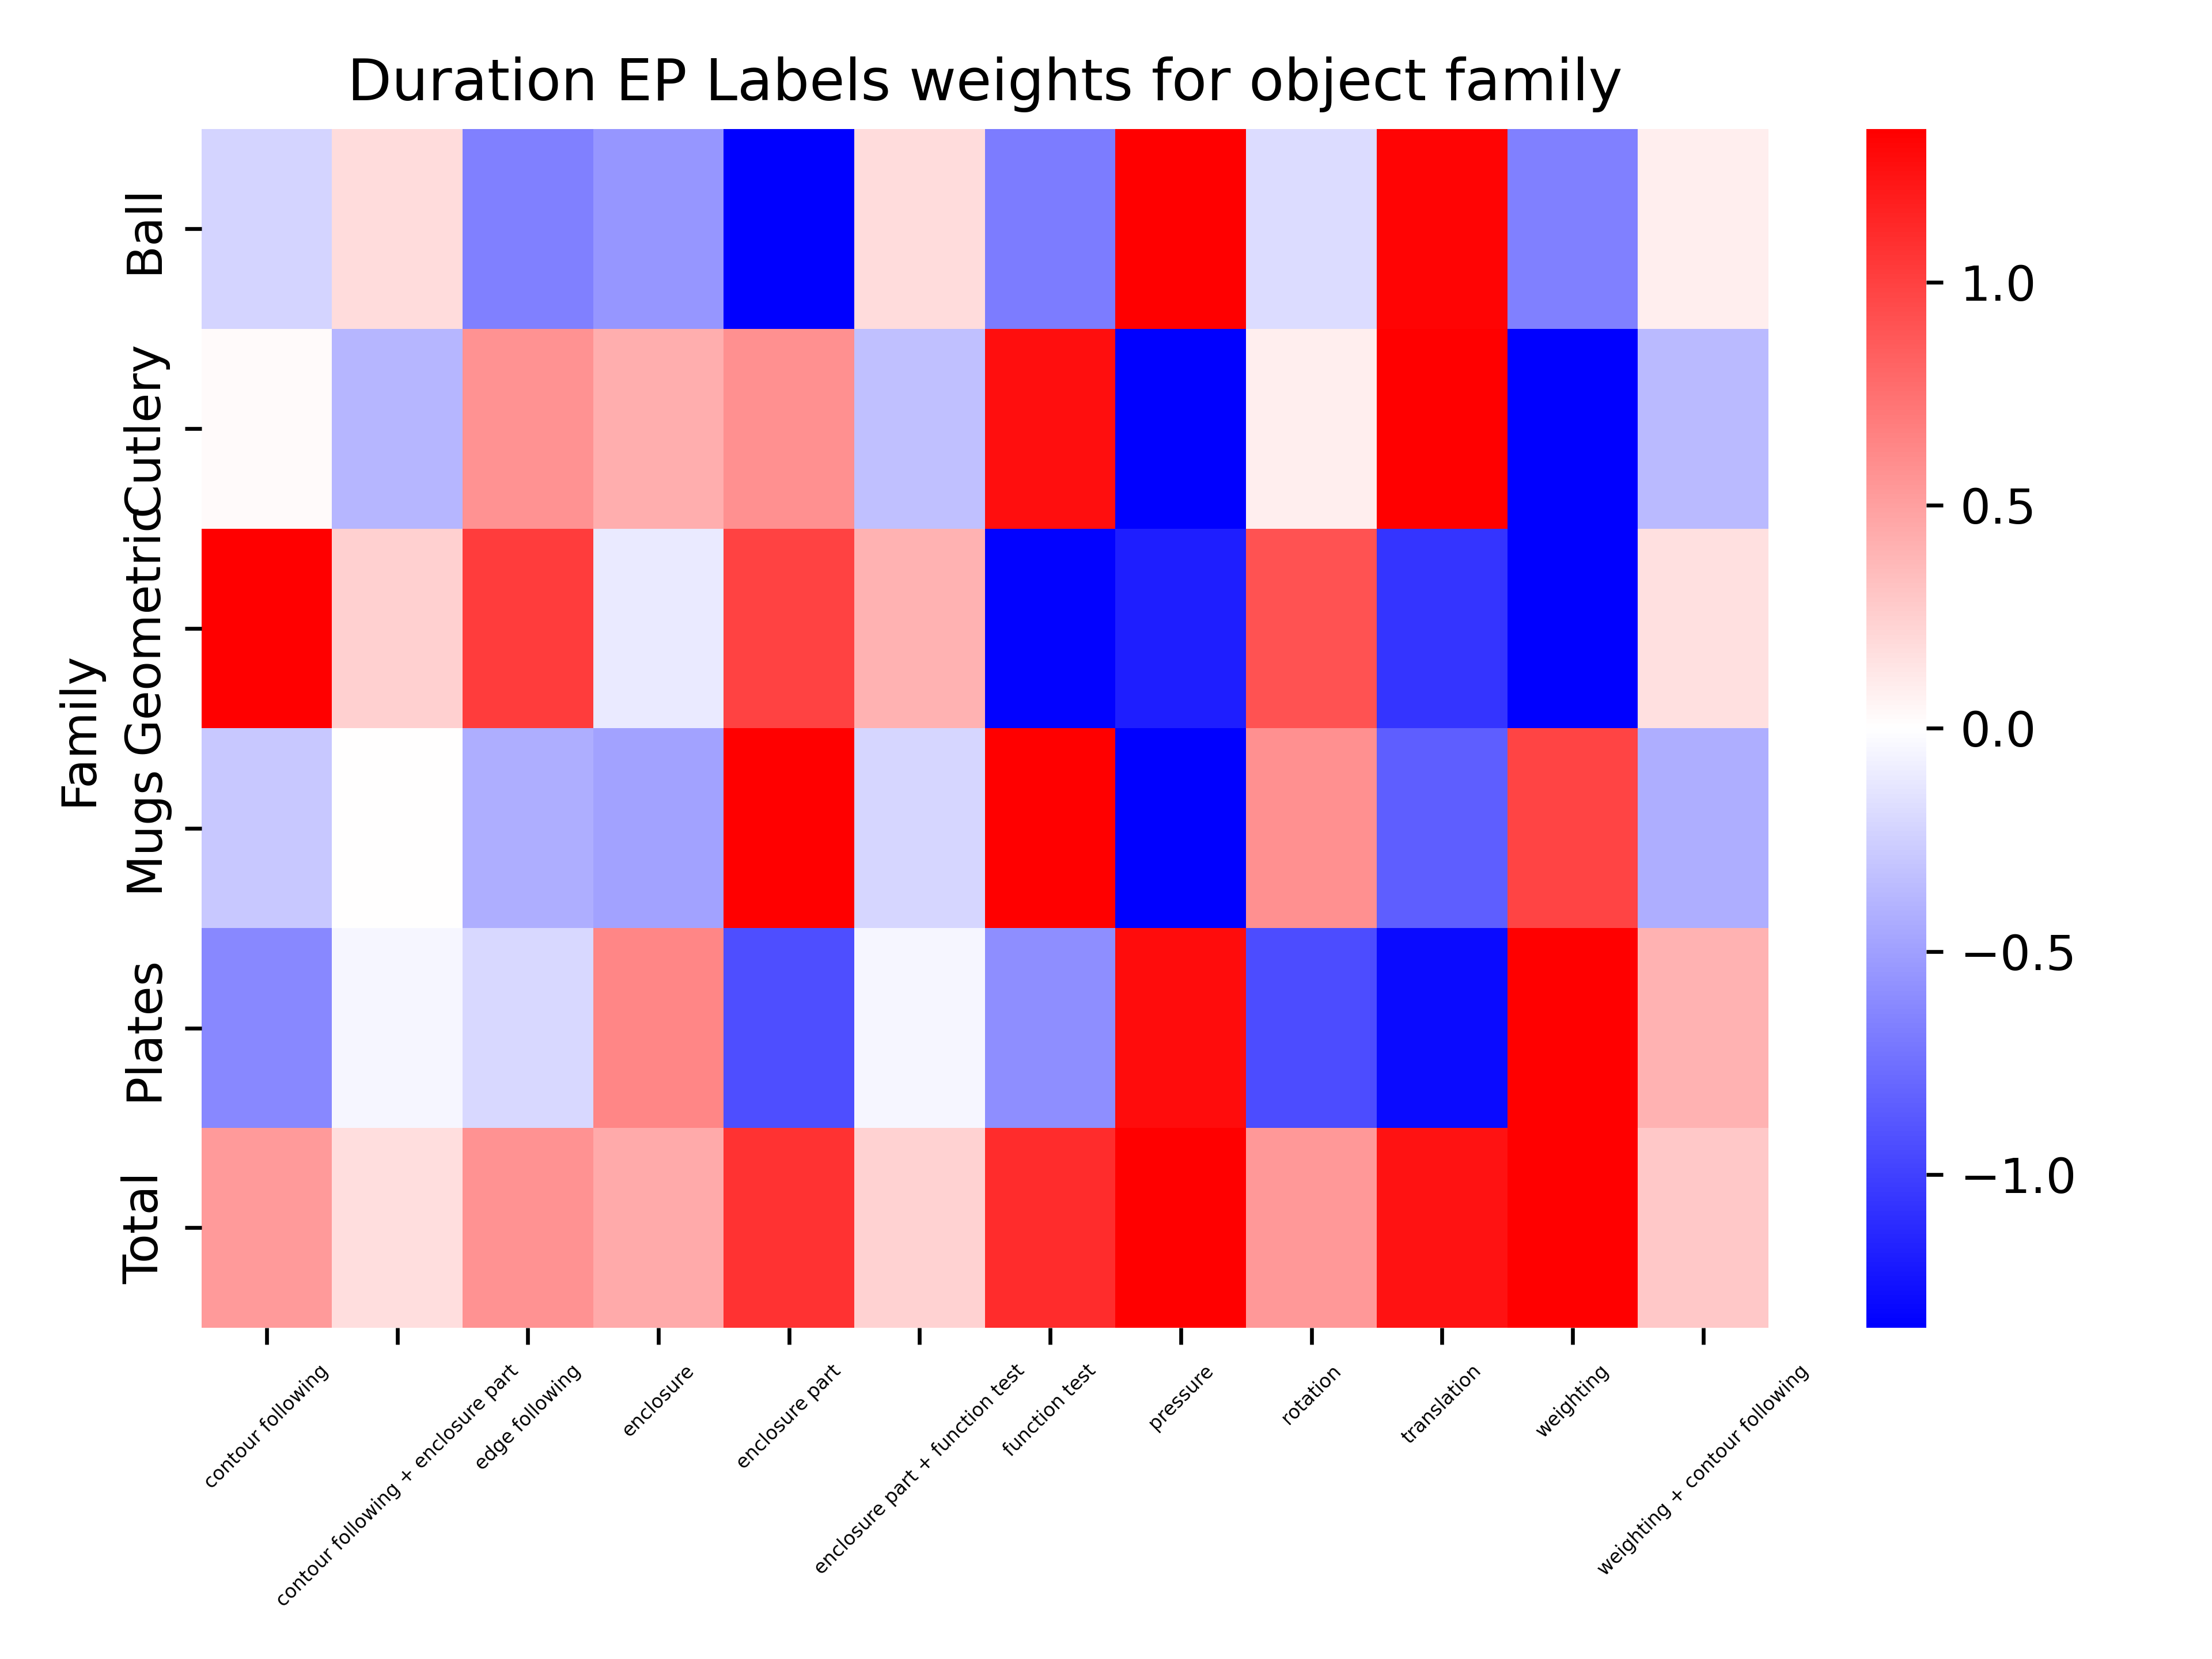 Duration EP Labels weights for object family
Family
Ball
Cutlery
Geometric
Mugs
Plates
Total
contour following
contour following + enclosure part
edge following
enclosure
enclosure part
enclosure part + function test
function test
pressure
rotation
translation
weighting
weighting + contour following
1.0
0.5
0.0
−0.5
−1.0